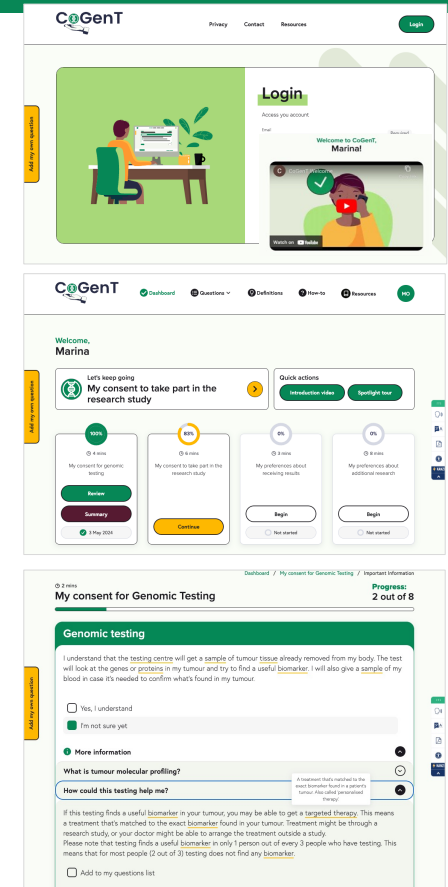 CoGenT
Privacy Contact Resources
Login
Login
Access you account
Email
Welcome to CoGenT,
Marina!
CoGenT Welcome
Watch on YouTube
Add my own question
CoGenT
Dashboard Questions Definitions How-to Resources MO
Welcome,
Marina
Let's keep going
My consent to take part in the
research study
Quick actions
Introduction video Spotlight tour
Add my own question
100%
4 mins
My consent for genomic
testing
Review
Summary
3 May 2024
83%
6 mins
My consent to take part in the
research study
Continue
0%
3 mins
My preferences about
receiving results
Begin
Not started
0%
8 mins
My preferences about
additional research
Begin
Not started
Dashboard / My consent for Genomic Testing / Important Information
2 mins
My consent for Genomic Testing
Progress:
2 out of 8
Genomic testing
I understand that the testing centre will get a sample of tumour tissue already removed from my body. The test
will look at the genes or proteins in my tumour and try to find a useful biomarker. I will also give a sample of my
blood in case it's needed to confirm what's found in my tumour.
Add my own question
Yes, I understand
I'm not sure yet
More information
What is tumour molecular profiling?
How could this testing help me?
A treatment that's matched to the
exact biomarker found in a patient's
tumour. Also called 'personalised
therapy'
If this testing finds a useful biomarker in your tumour, you may be able to get a targeted therapy. This means
a treatment that's matched to the exact biomarker found in your tumour. Treatment might be through a
research study, or your doctor might be able to arrange the treatment outside a study.
Please note that testing finds a useful biomarker in only 1 person out of every 3 people who have testing. This
means that for most people (2 out of 3) testing does not find any biomarker.
Add to my questions list